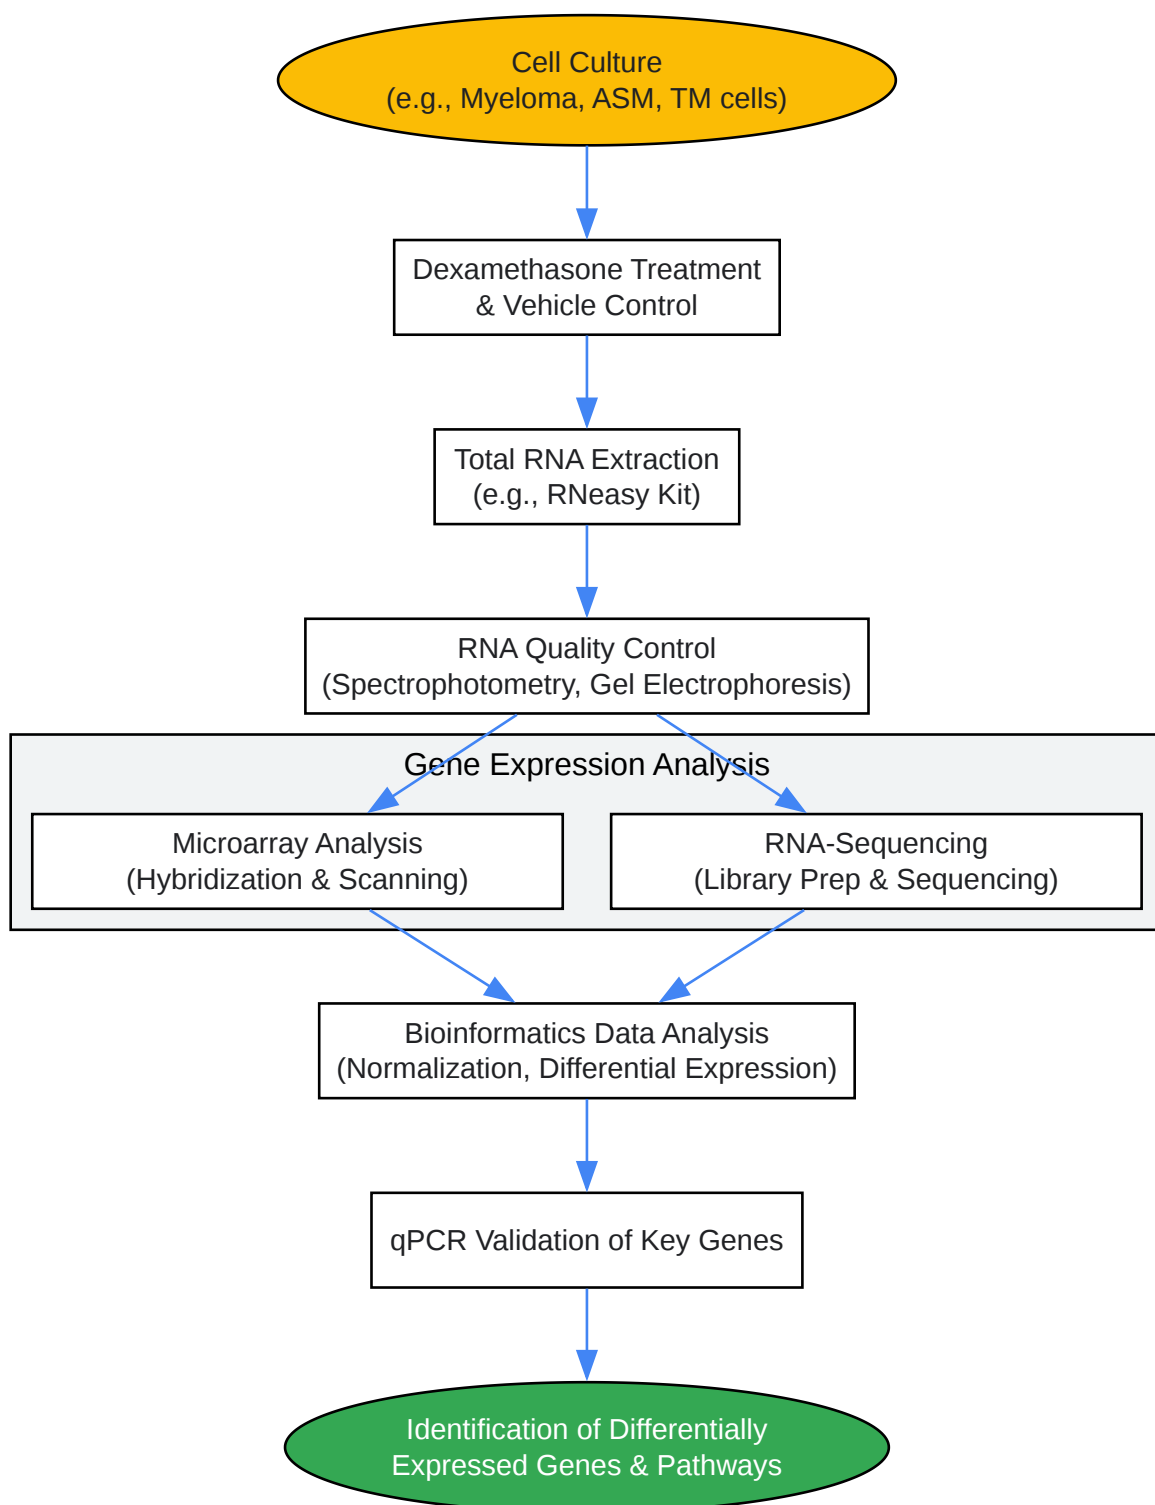 Cell Culture
(e.g., Myeloma, ASM, TM cells)
Dexamethasone Treatment
& Vehicle Control
Total RNA Extraction
(e.g., RNeasy Kit)
RNA Quality Control
(Spectrophotometry, Gel Electrophoresis)
Gene Expression Analysis
Microarray Analysis
(Hybridization & Scanning)
RNA-Sequencing
(Library Prep & Sequencing)
Bioinformatics Data Analysis
(Normalization, Differential Expression)
qPCR Validation of Key Genes
Identification of Differentially
Expressed Genes & Pathways